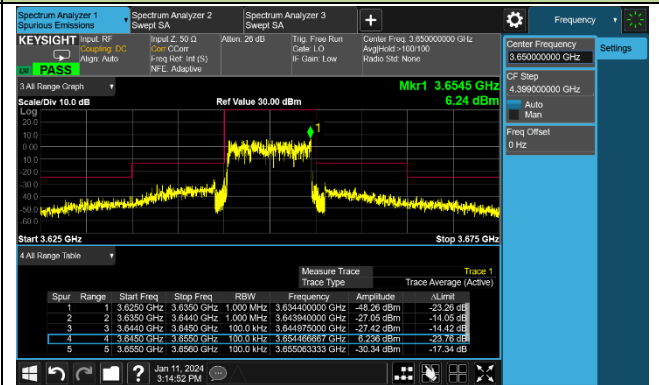 Spectrum Analyzer 1
Spurious Emissions
Spectrum Analyzer 2
Swept SA
Spectrum Analyzer 3
Swept SA
Frequency
KEYSIGHT
Input: RF
Coupling: DC
Align: Auto
Input Z: 50 Ω
Corr CCorr
Freq Ref: Int (S)
NFE: Adaptive
Atten: 26 dB
Trig: Free Run
Gate: LO
IF Gain: Low
Center Freq: 3.650000000 GHz
Avg|Hold:>100/100
Radio Std: None
PASS
Center Frequency
3.650000000 GHz
Settings
CF Step
4.399000000 GHz
Auto
Man
Freq Offset
0 Hz
3 All Range Graph
Mkr1 3.6545 GHz
Scale/Div 10.0 dB
Ref Value 30.00 dBm
6.24 dBm
Log
20.0
10.0
0.00
-10.0
-20.0
-30.0
-40.0
-50.0
-60.0
1
Start 3.625 GHz
Stop 3.675 GHz
4 All Range Table
Measure Trace
Trace 1
Trace Type
Trace Average (Active)
Spur Range Start Freq Stop Freq RBW Frequency Amplitude ΔLimit
1 1 3.6250 GHz 3.6350 GHz 1.000 MHz 3.634400000 GHz -48.26 dBm -23.26 dB
2 2 3.6350 GHz 3.6440 GHz 1.000 MHz 3.643940000 GHz -27.05 dBm -14.05 dB
3 3 3.6440 GHz 3.6450 GHz 100.0 kHz 3.644975000 GHz -27.42 dBm -14.42 dB
4 4 3.6450 GHz 3.6550 GHz 100.0 kHz 3.654466667 GHz 6.236 dBm -23.76 dB
5 5 3.6550 GHz 3.6560 GHz 100.0 kHz 3.655063333 GHz -30.34 dBm -17.34 dB
Jan 11, 2024
3:14:52 PM